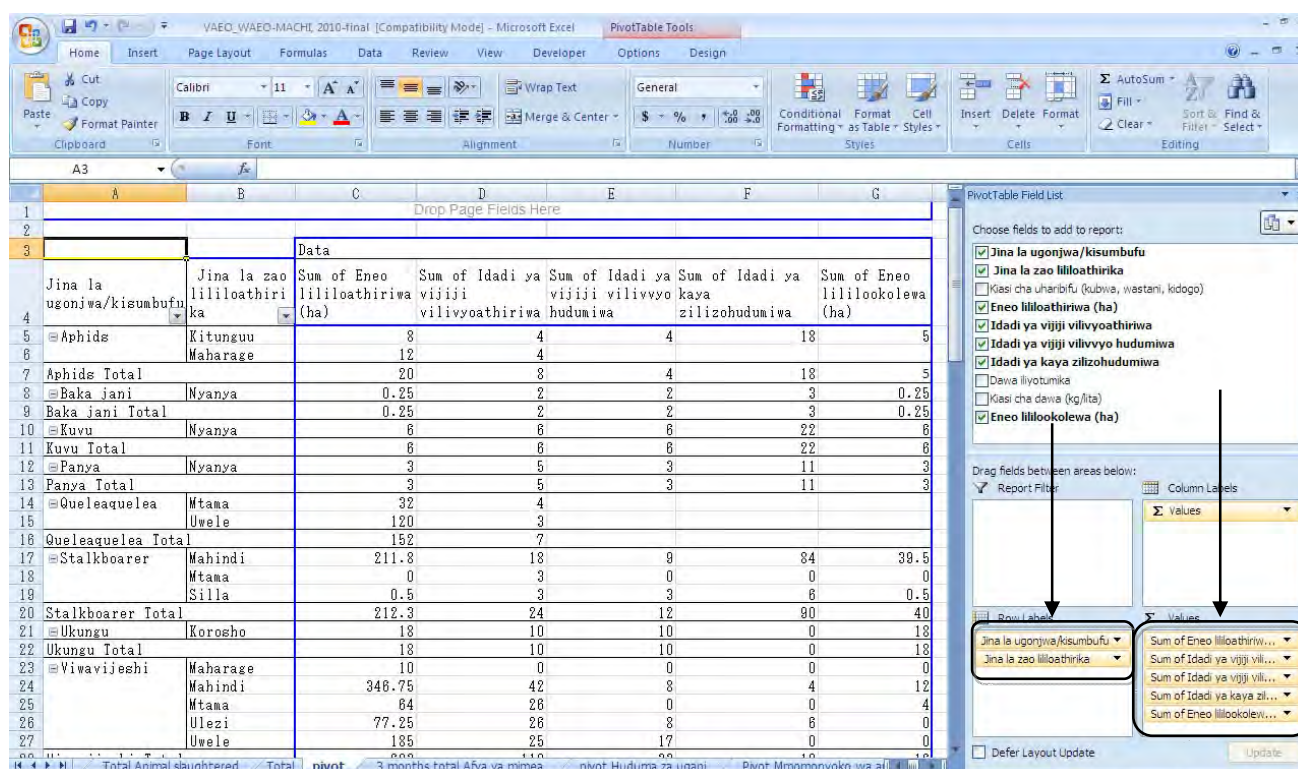 VAEO_WAEO-MACHI, 2010-final [Compatibility Mode] - Microsoft Excel PivotTable Tools
Home Insert Page Layout Formulas Data Review View Developer Options Design
Cut
Copy
Paste
Format Painter
Clipboard
Calibri 11
Font
Wrap Text
Merge & Center
Alignment
General
Number
Conditional Formatting
Format as Table
Cell Styles
Styles
Insert Delete Format
Cells
AutoSum
Fill
Clear
Sort & Filter
Find & Select
Editing
A3 fx
A B C D E F G
1 Drop Page Fields Here
2
3 Data
4 Jina la ugonjwa/kisumbufu Jina la zao lililoathirika Sum of Eneo lililoathiriwa (ha) Sum of Idadi ya vijiji vilivyoathiriwa Sum of Idadi ya vijiji vilivvyo hudumiwa Sum of Idadi ya kaya zilizohudumiwa Sum of Eneo lililookolewa (ha)
5 Aphids Kitunguu 8 4 4 18 5
6 Maharage 12 4
7 Aphids Total 20 8 4 18 5
8 Baka jani Nyanya 0.25 2 2 3 0.25
9 Baka jani Total 0.25 2 2 3 0.25
10 Kuvu Nyanya 6 6 6 22 6
11 Kuvu Total 6 6 6 22 6
12 Panya Nyanya 3 5 3 11 3
13 Panya Total 3 5 3 11 3
14 Queleaquelea Mtama 32 4
15 Uwele 120 3
16 Queleaquelea Total 152 7
17 Stalkboarer Mahindi 211.8 18 9 84 39.5
18 Mtama 0 3 0 0 0
19 Silla 0.5 3 3 6 0.5
20 Stalkboarer Total 212.3 24 12 90 40
21 Ukungu Korosho 18 10 10 0 18
22 Ukungu Total 18 10 10 0 18
23 Viwavijeshi Maharage 10 0 0 0 0
24 Mahindi 346.75 42 8 4 12
25 Mtama 64 26 0 0 4
26 Ulezi 77.25 26 8 6 0
27 Uwele 185 25 17 0 0
Total Animal slaughtered Total pivot 3 months total Afya ya mimea pivot Huduma za ugani
PivotTable Field List
Choose fields to add to report:
Jina la ugonjwa/kisumbufu
Jina la zao lililoathirika
Kiasi cha uharibifu (kubwa, wastani, kidogo)
Eneo lililoathiriwa (ha)
Idadi ya vijiji vilivyoathiriwa
Idadi ya vijiji vilivvyo hudumiwa
Idadi ya kaya zilizohudumiwa
Dawa iliyotumika
Kiasi cha dawa (kg/lita)
Eneo lililookolewa (ha)
Drag fields between areas below:
Report Filter Column Labels
Σ Values
Row Labels Σ Values
Jina la ugonjwa/kisumbufu
Jina la zao lililoathirika
Sum of Eneo lililoathiriw...
Sum of Idadi ya vijiji vili...
Sum of Idadi ya vijiji vili...
Sum of Idadi ya kaya zil...
Sum of Eneo lililookolew...
Defer Layout Update Update